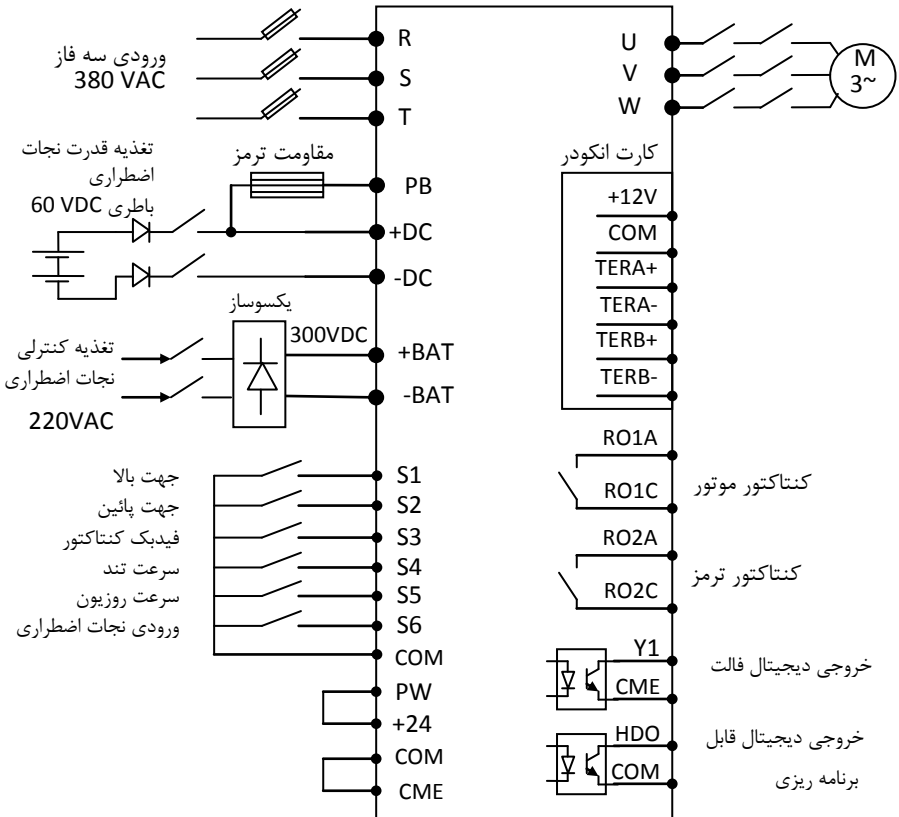 ورودی سه فاز
380 VAC
R
S
T
تغذیه قدرت نجات
اضطراری
باطری 60 VDC
مقاومت ترمز
PB
+DC
-DC
یکسوساز
300VDC
تغذیه کنترلی
نجات اضطراری
220VAC
+BAT
-BAT
جهت بالا
S1
جهت پائین
S2
فیدبک کنتاکتور
S3
سرعت تند
S4
سرعت روزیون
S5
ورودی نجات اضطراری
S6
COM
PW
+24
COM
CME
U
V
W
M
3~
کارت انکودر
+12V
COM
TERA+
TERA-
TERB+
TERB-
RO1A
RO1C
کنتاکتور موتور
RO2A
RO2C
کنتاکتور ترمز
Y1
CME
خروجی دیجیتال فالت
HDO
COM
خروجی دیجیتال قابل
برنامه ریزی